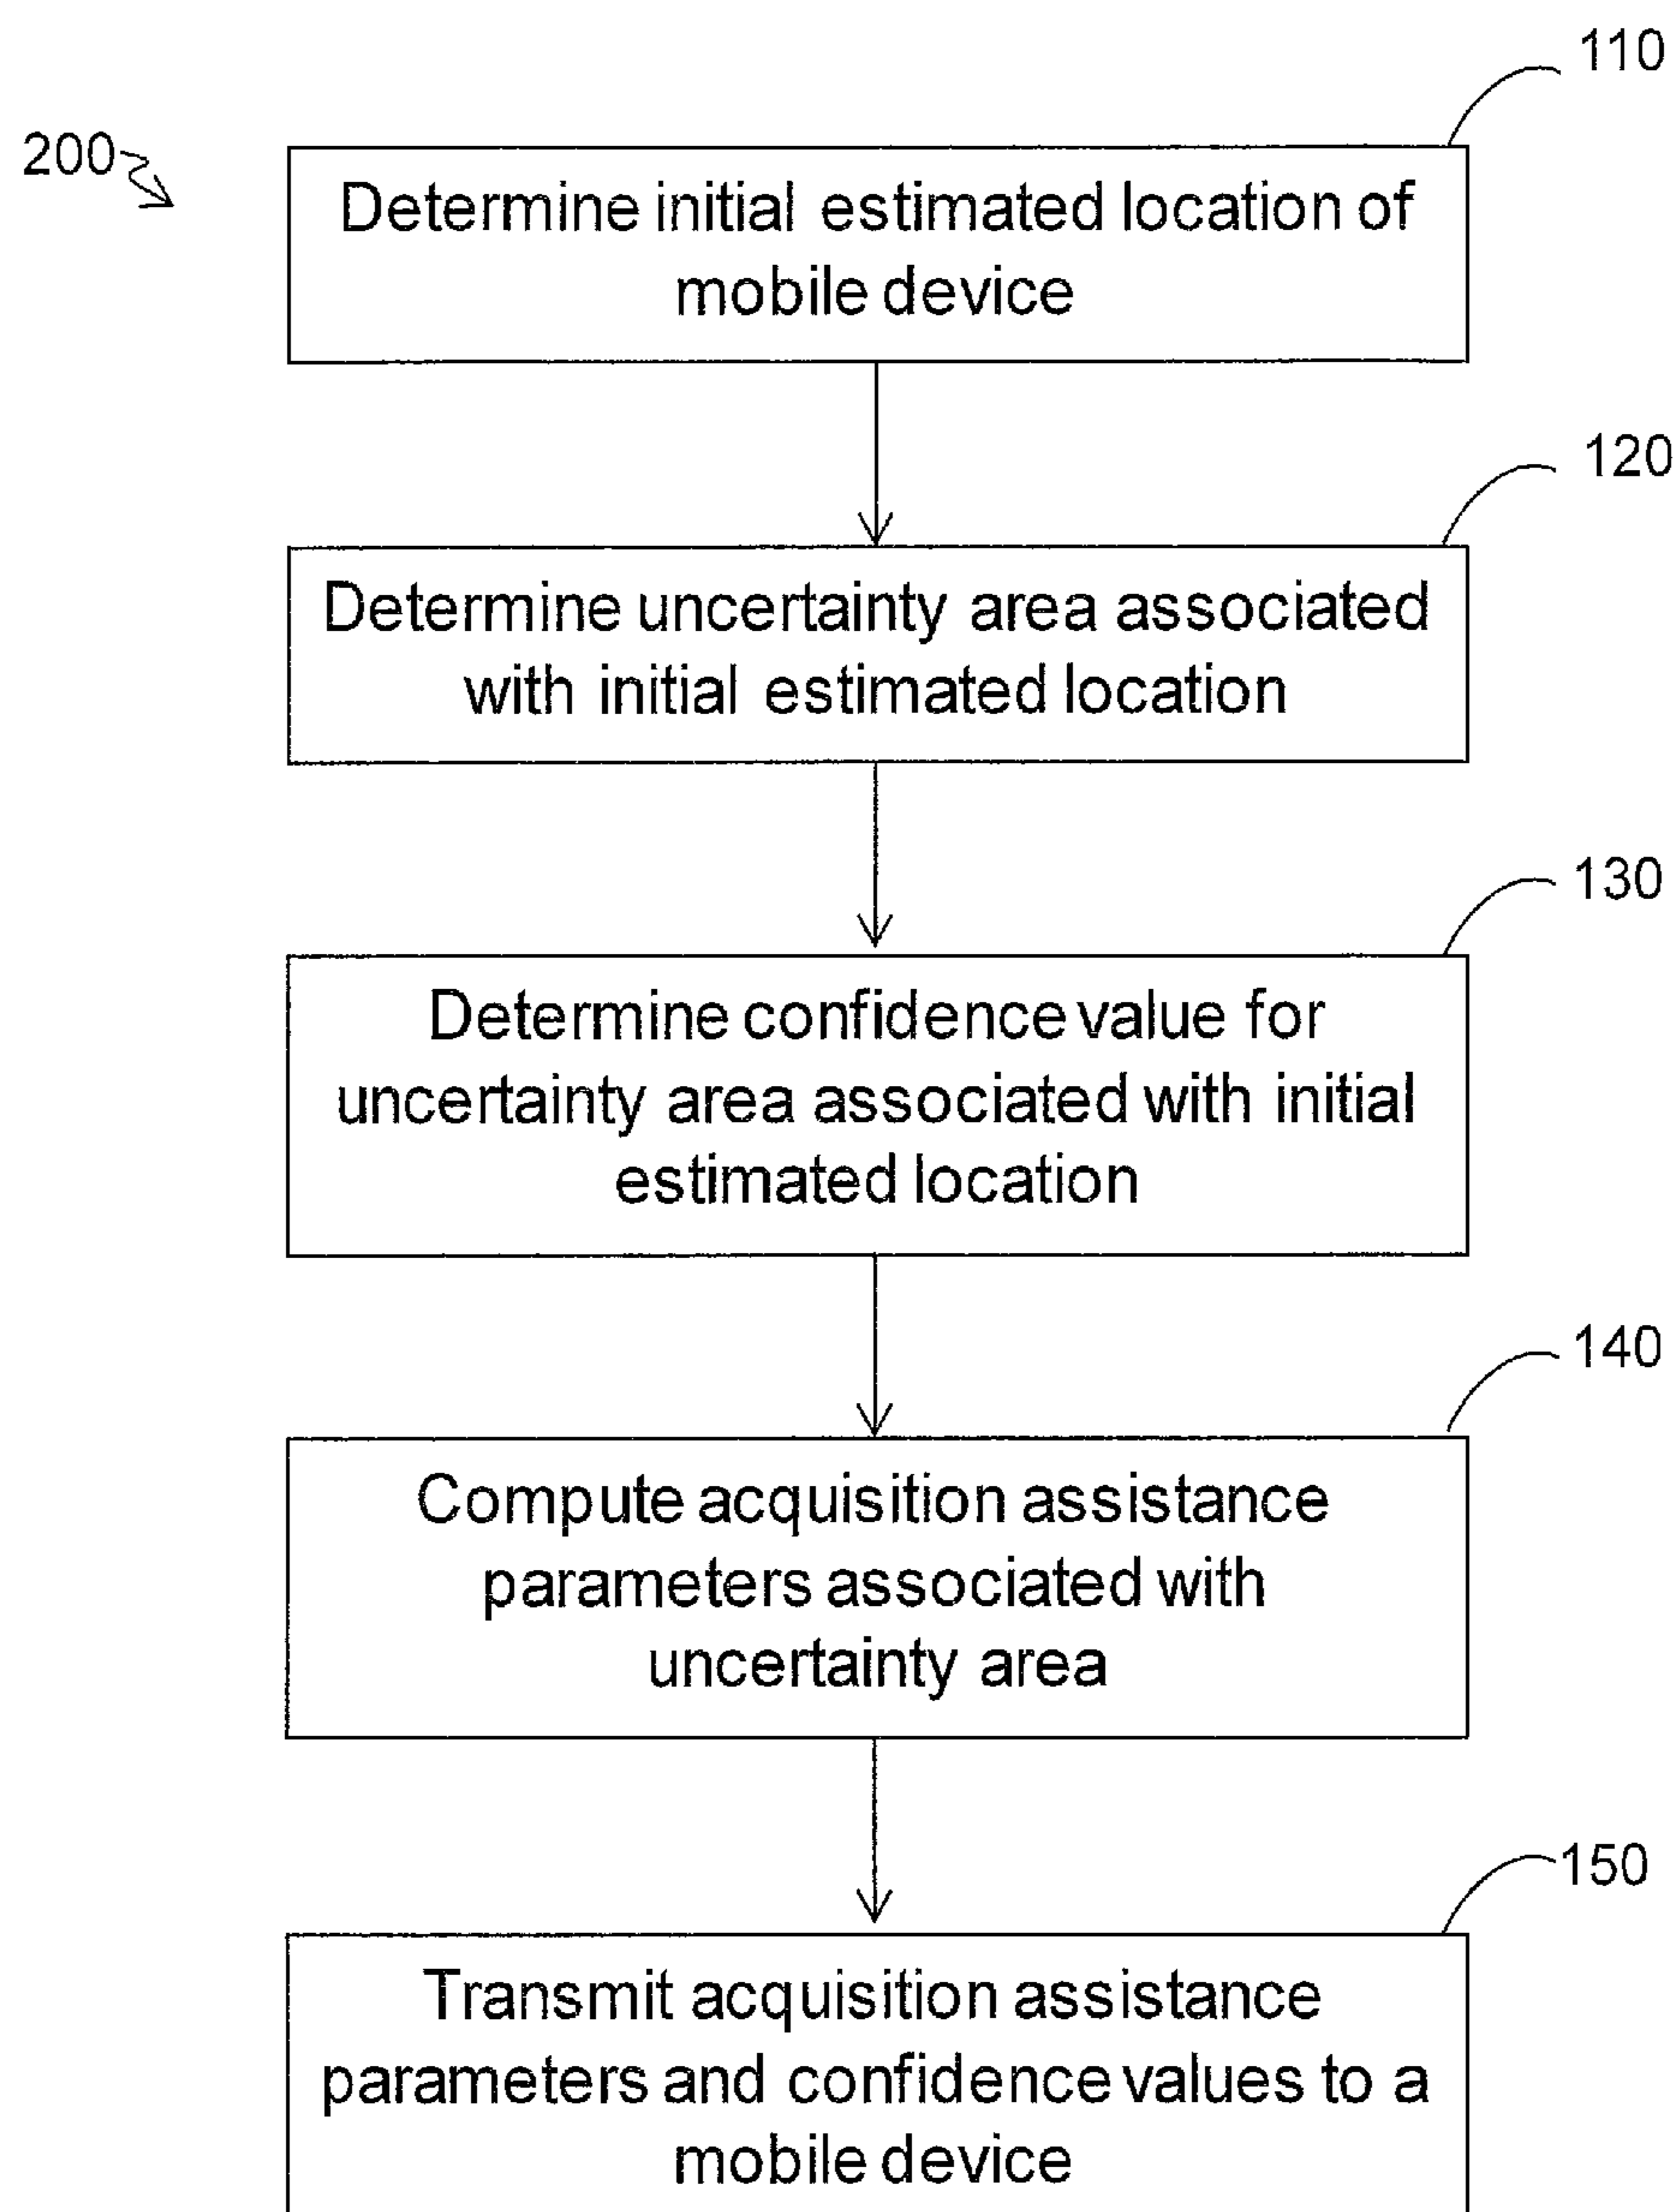 110
200
Determine initial estimated location of
mobile device
120
Determine uncertainty area associated
with initial estimated location
130
Determine confidence value for
uncertainty area associated with initial
estimated location
140
Compute acquisition assistance
parameters associated with
uncertainty area
150
Transmit acquisition assistance
parameters and confidence values to a
mobile device